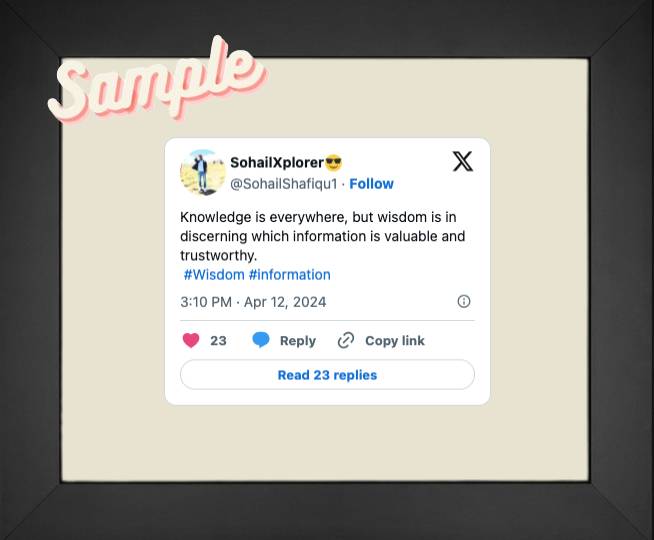 Sample
SohailXplorer😎
@SohailShafiqu1 · Follow
Knowledge is everywhere, but wisdom is in
discerning which information is valuable and
trustworthy.
#Wisdom #information
3:10 PM · Apr 12, 2024
23 Reply Copy link
Read 23 replies